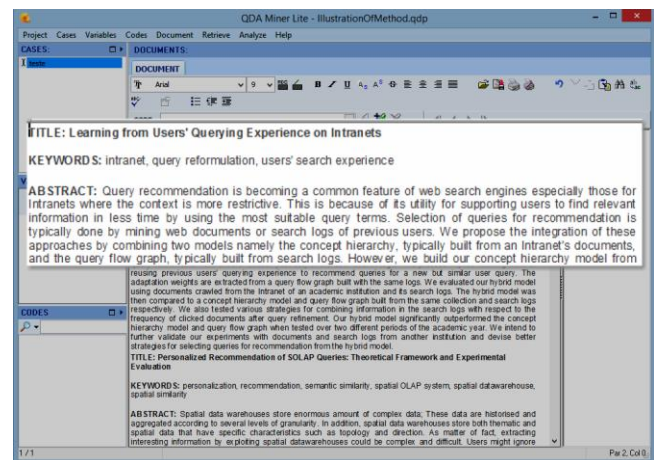 QDA Miner Lite - IllustrationOfMethod.qdp
Project Cases Variables Codes Document Retrieve Analyze Help
CASES:
DOCUMENTS:
teste
DOCUMENT
Arial 9 B I U
TITLE: Learning from Users' Querying Experience on Intranets
KEYWORDS: intranet, query reformulation, users' search experience
ABSTRACT: Query recommendation is becoming a common feature of web search engines especially those for
Intranets where the context is more restrictive. This is because of its utility for supporting users to find relevant
information in less time by using the most suitable query terms. Selection of queries for recommendation is
typically done by mining web documents or search logs of previous users. We propose the integration of these
approaches by combining two models namely the concept hierarchy, typically built from an Intranet's documents,
and the query flow graph, typically built from search logs. However, we build our concept hierarchy model from
reusing previous users' querying experience to recommend queries for a new but similar user query. The
adaptation weights are extracted from a query flow graph built with the same logs. We evaluated our hybrid model
using documents crawled from the Intranet of an academic institution and its search logs. The hybrid model was
then compared to a concept hierarchy model and query flow graph built from the same collection and search logs
respectively. We also tested various strategies for combining information in the search logs with respect to the
frequency of clicked documents after query refinement. Our hybrid model significantly outperformed the concept
hierarchy model and query flow graph when tested over two different periods of the academic year. We intend to
further validate our experiments with documents and search logs from another institution and devise better
strategies for selecting queries for recommendation from the hybrid model.
TITLE: Personalized Recommendation of SOLAP Queries: Theoretical Framework and Experimental
Evaluation
KEYWORDS: personalization, recommendation, semantic similarity, spatial OLAP system, spatial datawarehouse,
spatial similarity
ABSTRACT: Spatial data warehouses store enormous amount of complex data; These data are historised and
aggregated according to several levels of granularity. In addition, spatial data warehouses store both thematic and
spatial data that have specific characteristics such as topology and direction. As matter of fact, extracting
interesting information by exploiting spatial datawarehouses could be complex and difficult. Users might ignore
CODES
1 / 1
Par 2, Col 0